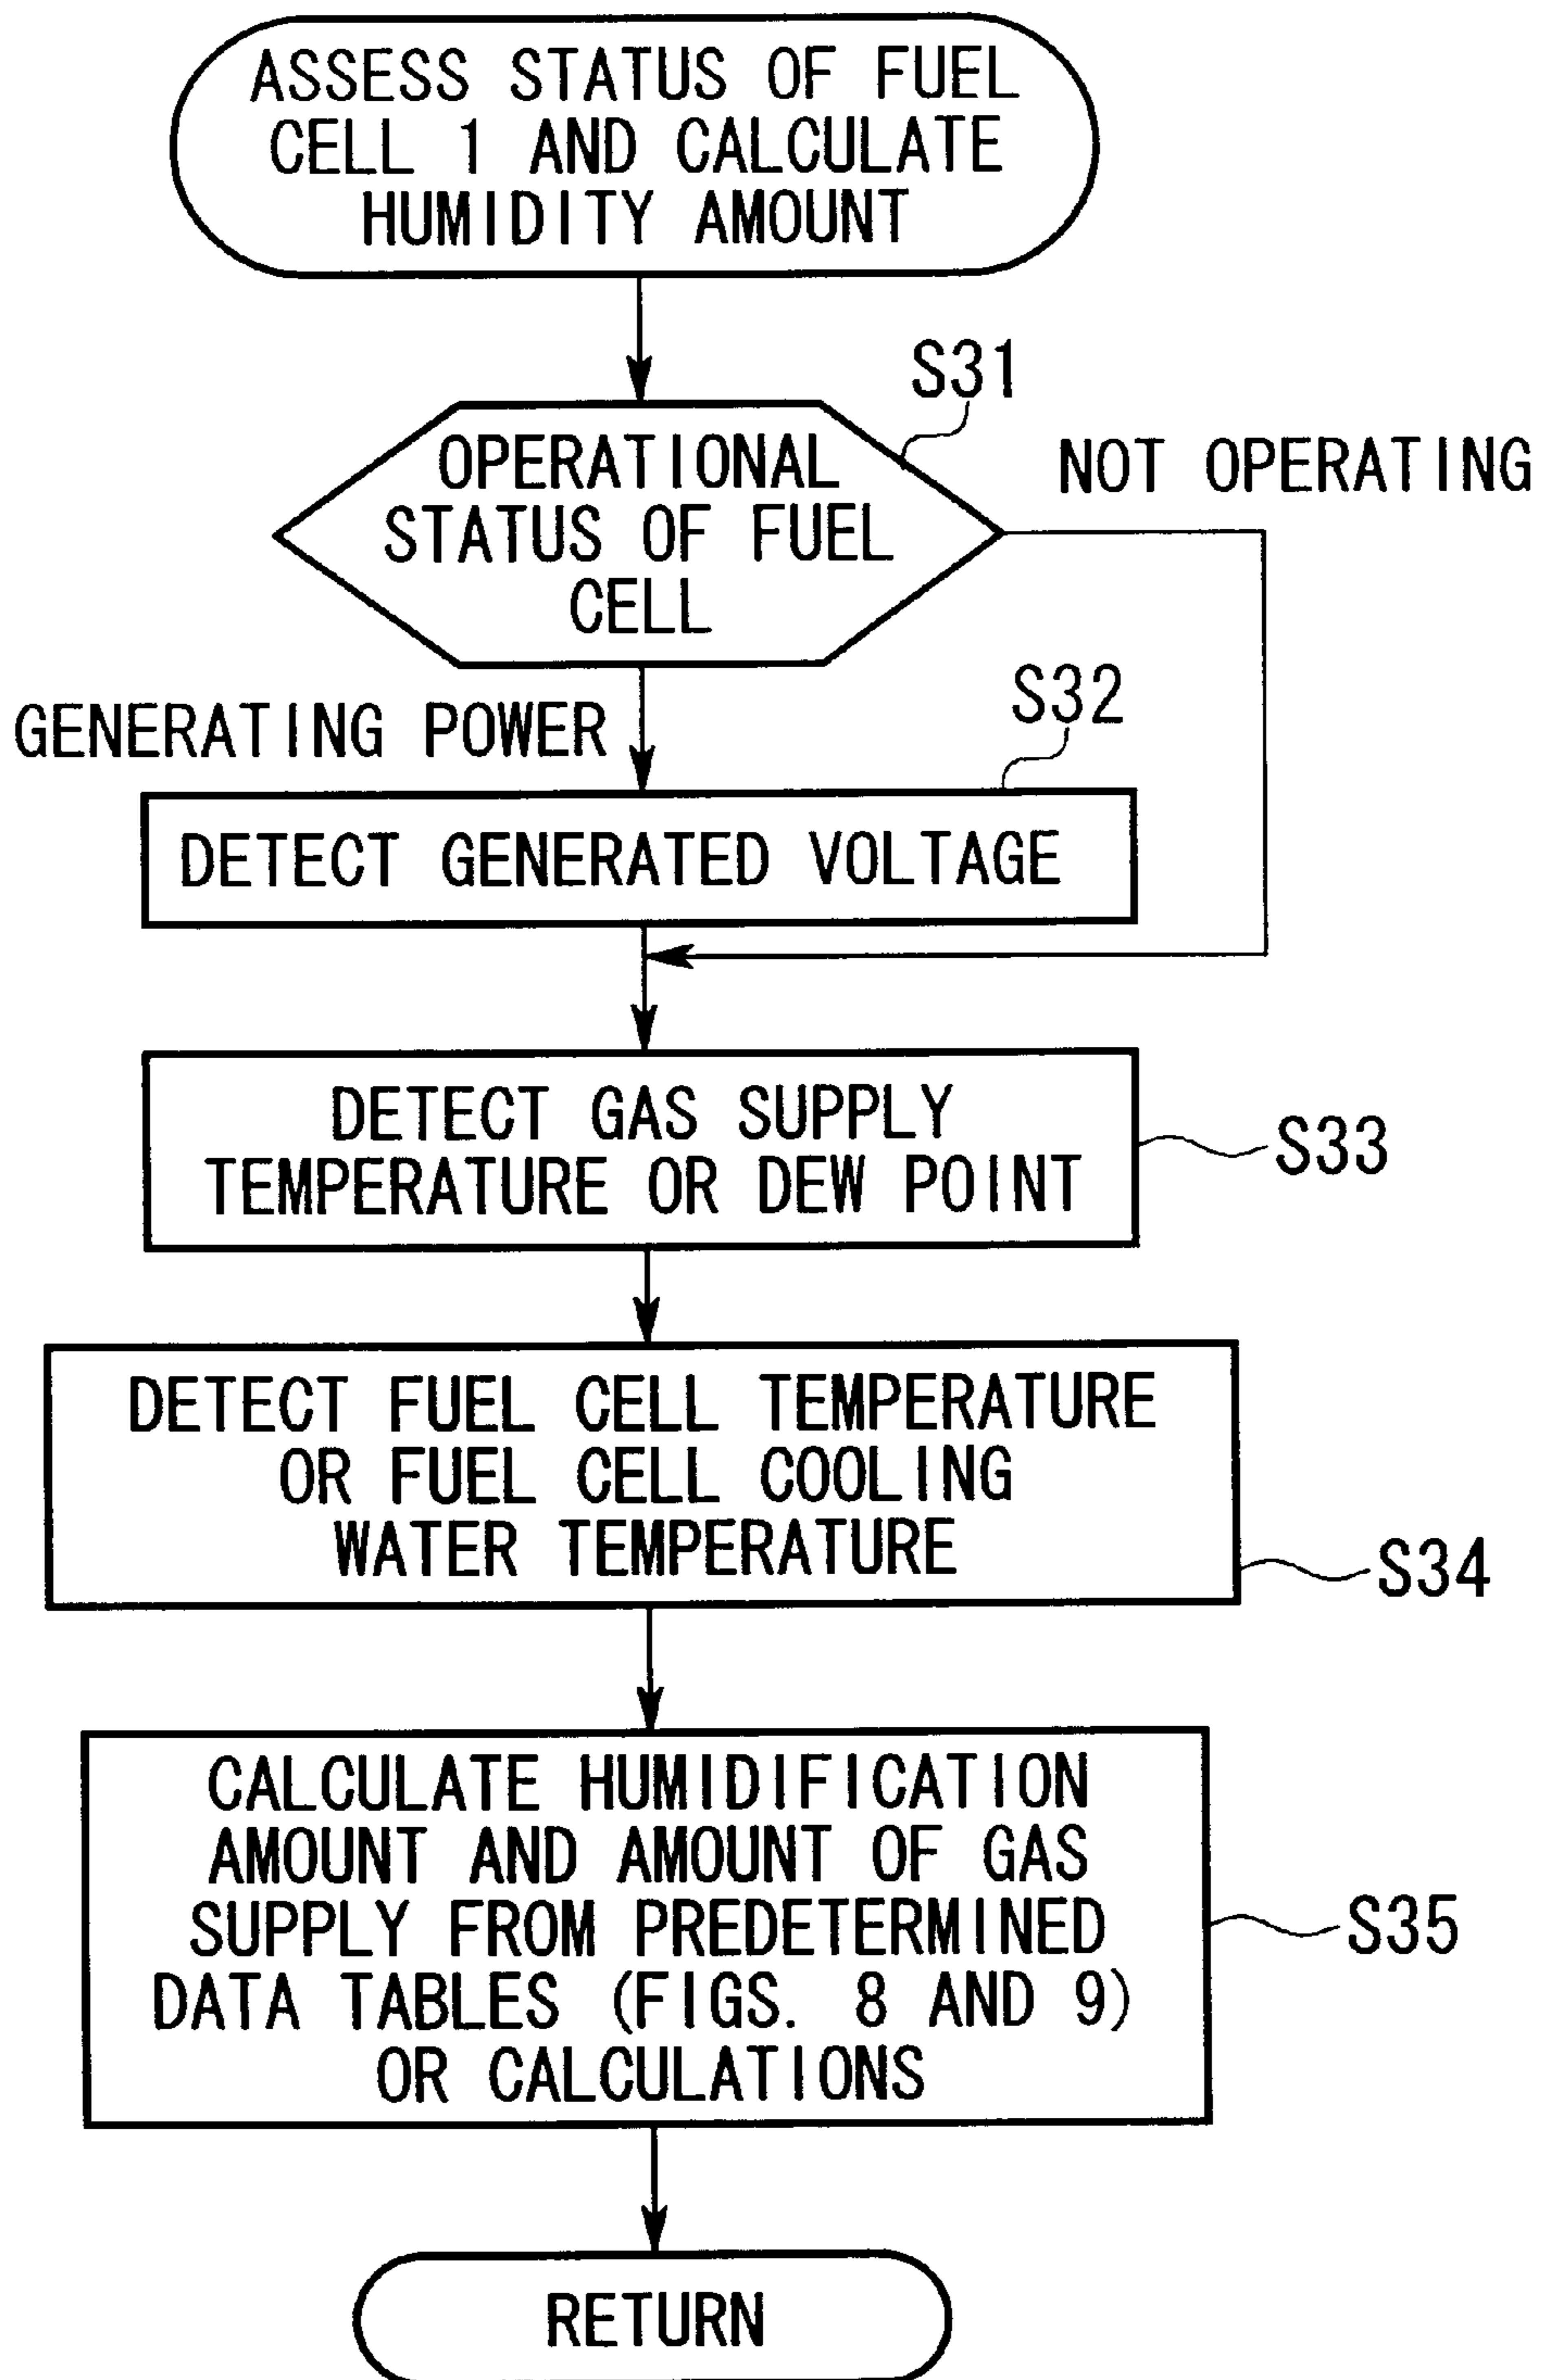 ASSESS STATUS OF FUEL
CELL 1 AND CALCULATE
HUMIDITY AMOUNT
S31
OPERATIONAL
STATUS OF FUEL
CELL
NOT OPERATING
GENERATING POWER
S32
DETECT GENERATED VOLTAGE
DETECT GAS SUPPLY
TEMPERATURE OR DEW POINT
S33
DETECT FUEL CELL TEMPERATURE
OR FUEL CELL COOLING
WATER TEMPERATURE
S34
CALCULATE HUMIDIFICATION
AMOUNT AND AMOUNT OF GAS
SUPPLY FROM PREDETERMINED
DATA TABLES (FIGS. 8 AND 9)
OR CALCULATIONS
S35
RETURN